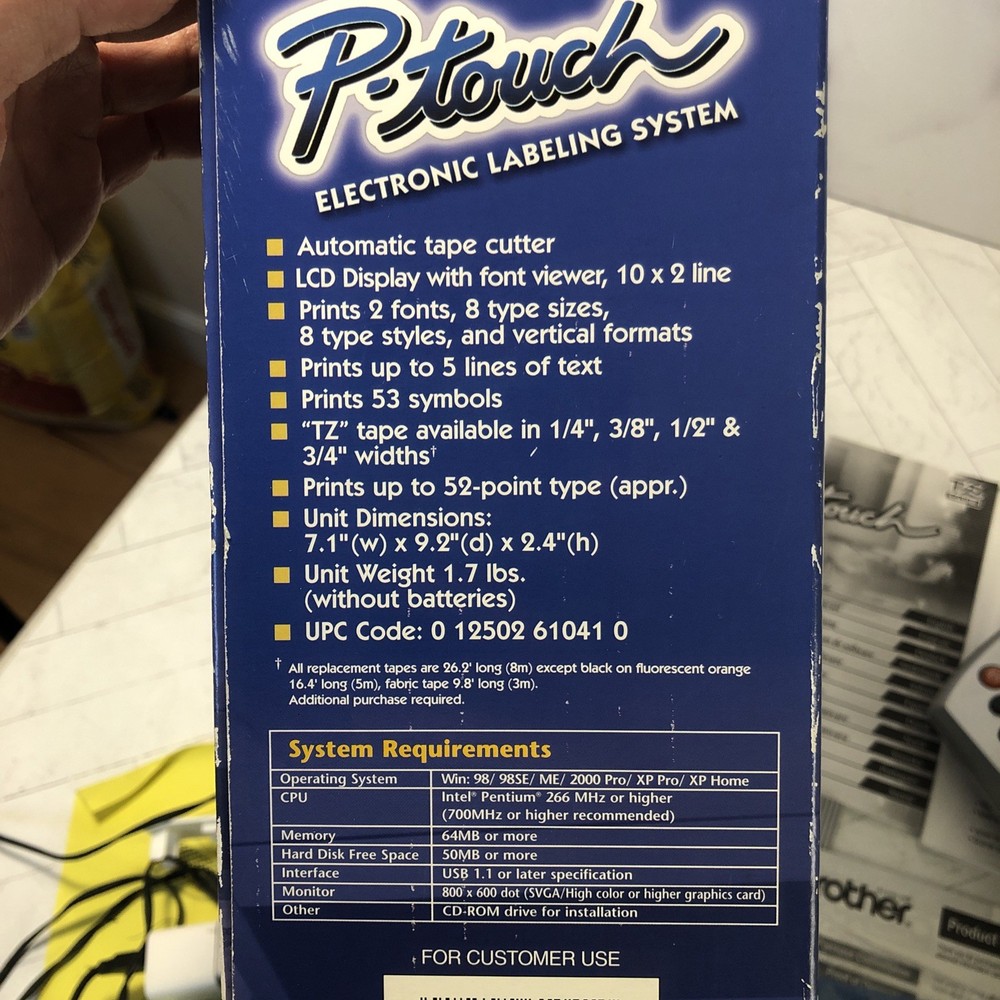 P-touch
ELECTRONIC LABELING SYSTEM
Automatic tape cutter
LCD Display with font viewer, 10 x 2 line
Prints 2 fonts, 8 type sizes,
8 type styles, and vertical formats
Prints up to 5 lines of text
Prints 53 symbols
“TZ” tape available in 1/4", 3/8", 1/2" &
3/4" widths†
Prints up to 52-point type (appr.)
Unit Dimensions:
7.1"(w) x 9.2"(d) x 2.4"(h)
Unit Weight 1.7 lbs.
(without batteries)
UPC Code: 0 12502 61041 0
† All replacement tapes are 26.2' long (8m) except black on fluorescent orange
16.4' long (5m), fabric tape 9.8' long (3m).
Additional purchase required.
System Requirements
Operating System Win: 98/ 98SE/ ME/ 2000 Pro/ XP Pro/ XP Home
CPU Intel® Pentium® 266 MHz or higher
(700MHz or higher recommended)
Memory 64MB or more
Hard Disk Free Space 50MB or more
Interface USB 1.1 or later specification
Monitor 800 x 600 dot (SVGA/High color or higher graphics card)
Other CD-ROM drive for installation
FOR CUSTOMER USE
touch
rother
Product